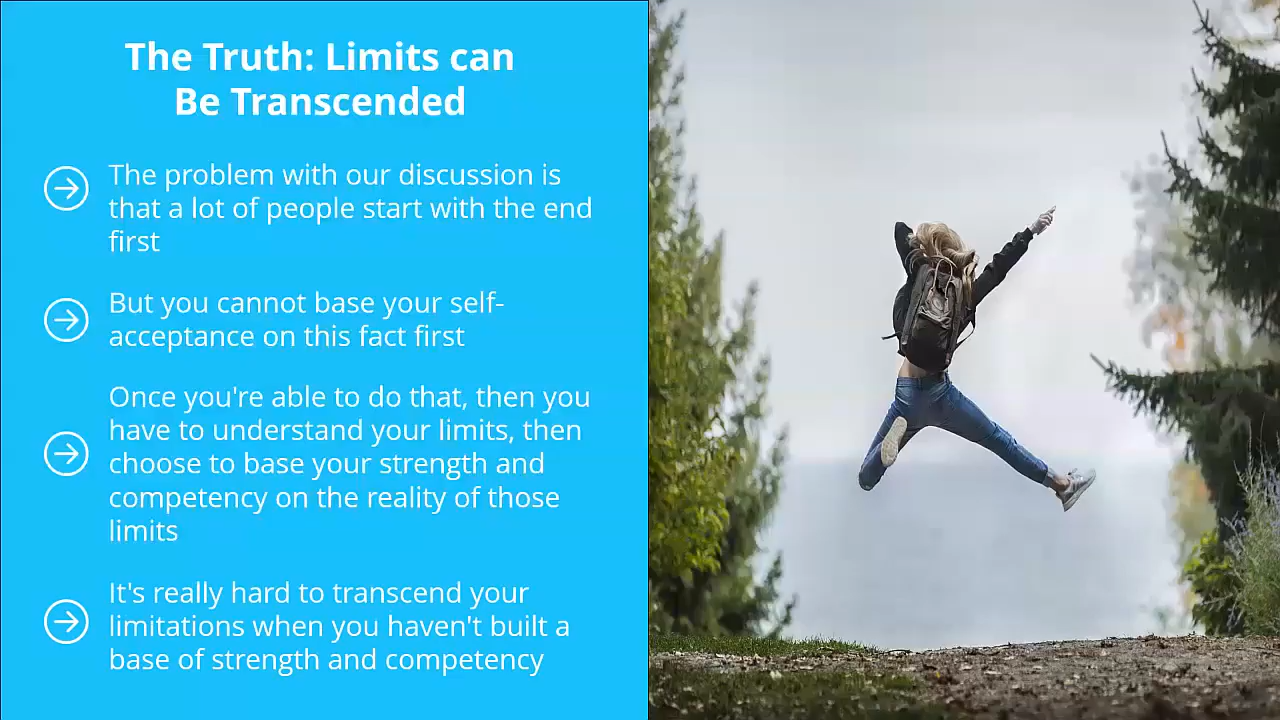 The Truth: Limits can
Be Transcended
The problem with our discussion is
that a lot of people start with the end
first
But you cannot base your self-
acceptance on this fact first
Once you're able to do that, then you
have to understand your limits, then
choose to base your strength and
competency on the reality of those
limits
It's really hard to transcend your
limitations when you haven't built a
base of strength and competency